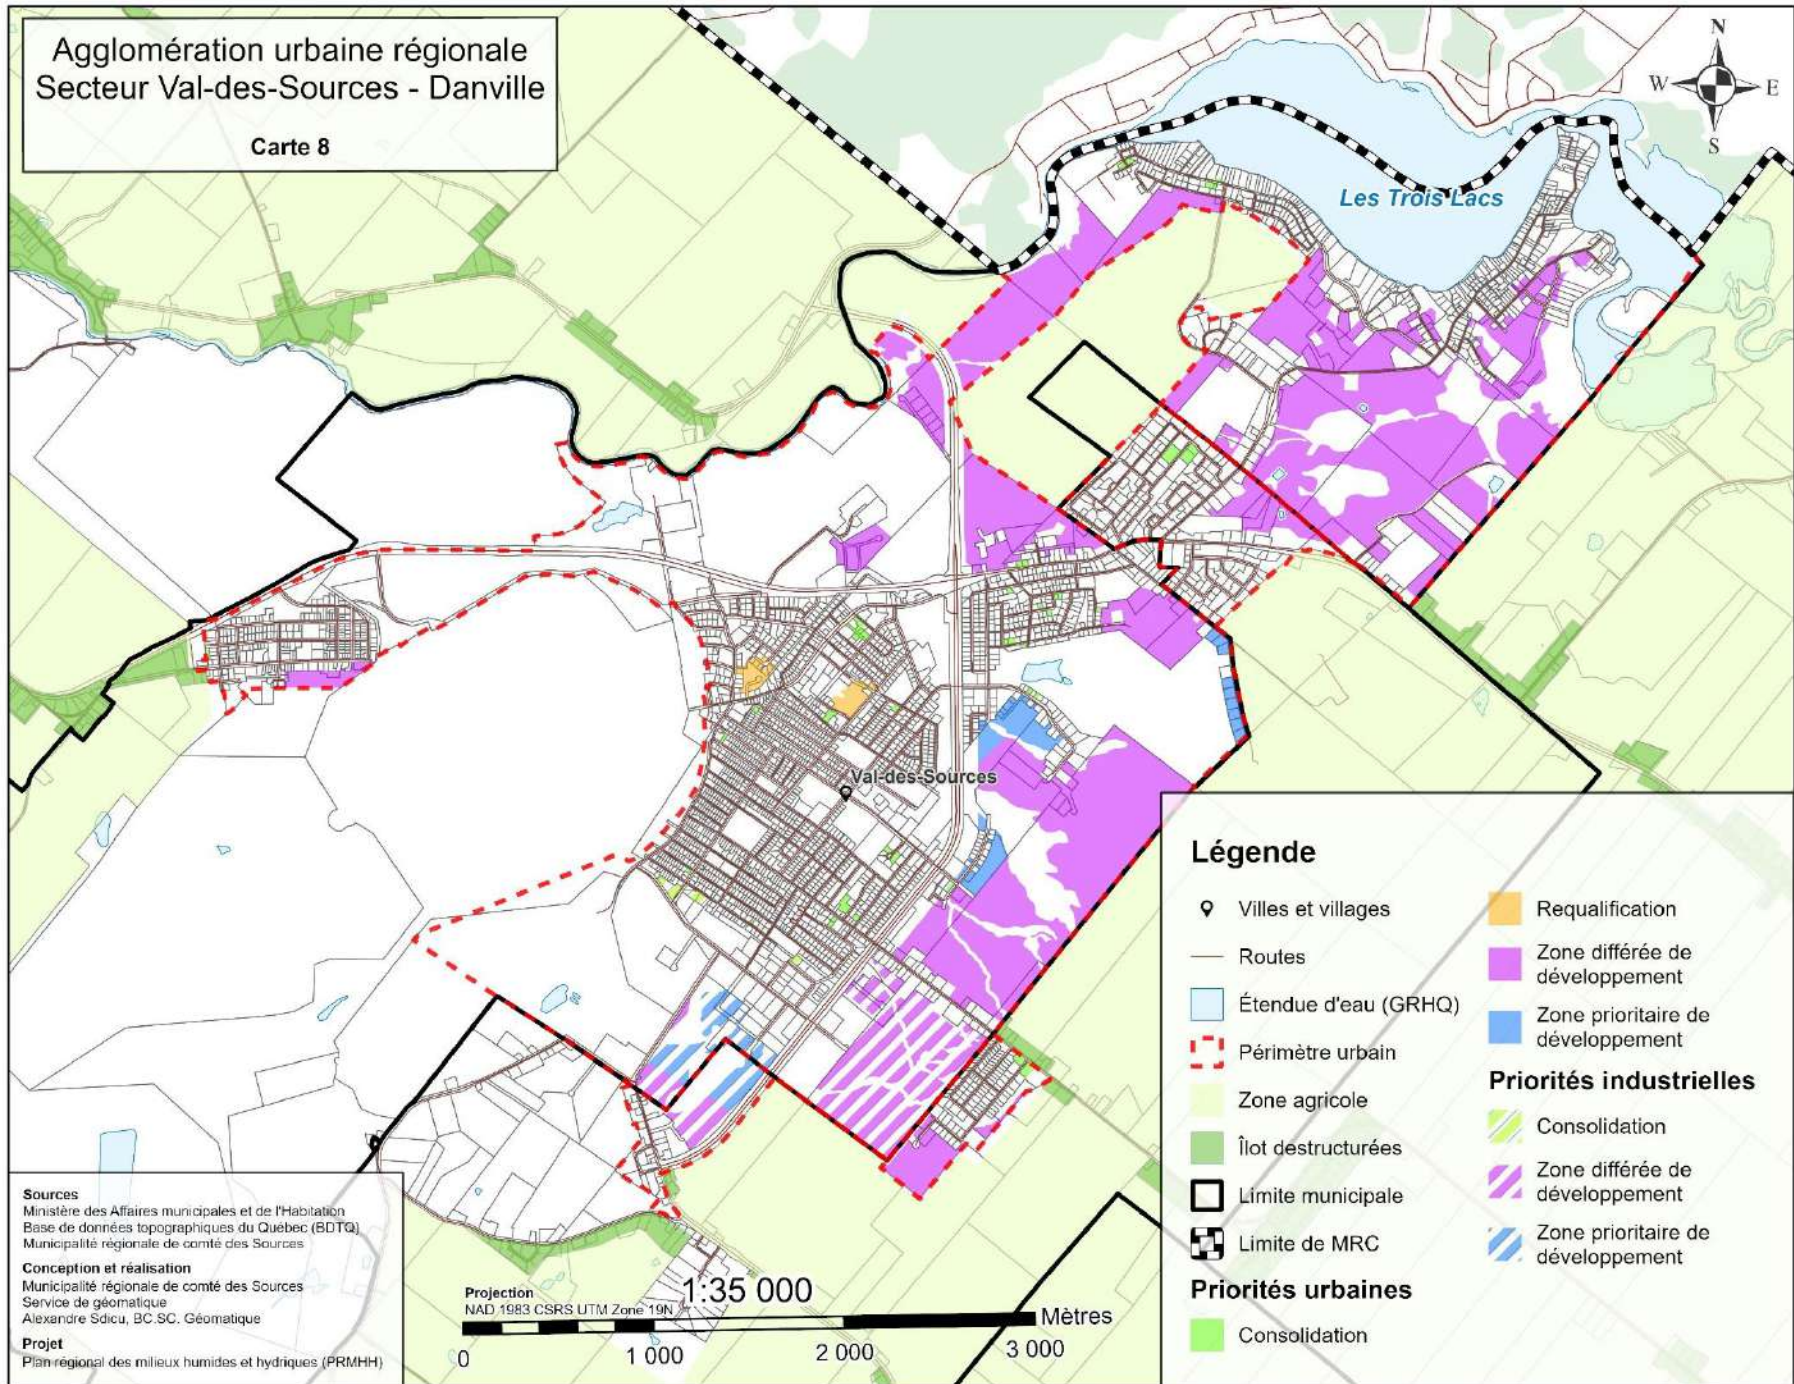 Agglomération urbaine régionale
Secteur Val-des-Sources - Danville
Carte 8
N
W
E
S
Les Trois Lacs
Val-des-Sources
Légende
Villes et villages
Routes
Étendue d'eau (GRHQ)
Périmètre urbain
Zone agricole
Îlot destructurées
Limite municipale
Limite de MRC
Priorités urbaines
Consolidation
Requalification
Zone différée de
développement
Zone prioritaire de
développement
Priorités industrielles
Consolidation
Zone différée de
développement
Zone prioritaire de
développement
Sources
Ministère des Affaires municipales et de l'Habitation
Base de données topographiques du Québec (BDTQ)
Municipalité régionale de comté des Sources
Conception et réalisation
Municipalité régionale de comté des Sources
Service de géomatique
Alexandre Sdicu, BC.SC. Géomatique
Projet
Plan régional des milieux humides et hydriques (PRMHH)
Projection
NAD 1983 CSRS UTM Zone 19N
1:35 000
Mètres
0
1 000
2 000
3 000